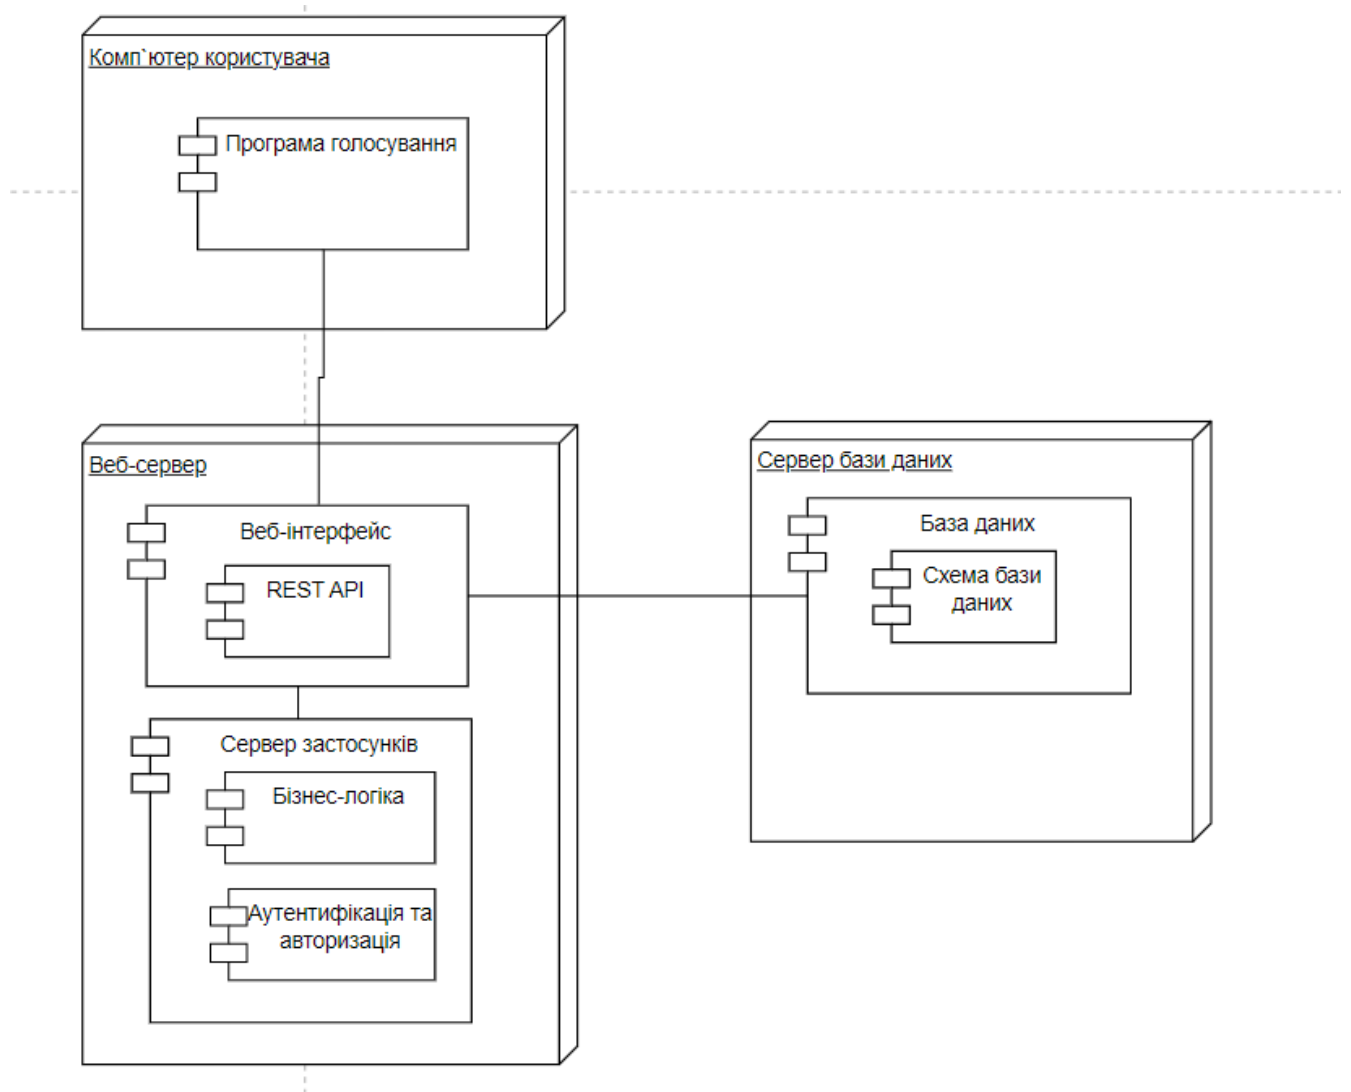 Комп`ютер користувача
Програма голосування
Веб-сервер
Веб-інтерфейс
REST API
Сервер застосунків
Бізнес-логіка
Аутентифікація та
авторизація
Сервер бази даних
База даних
Схема бази
даних